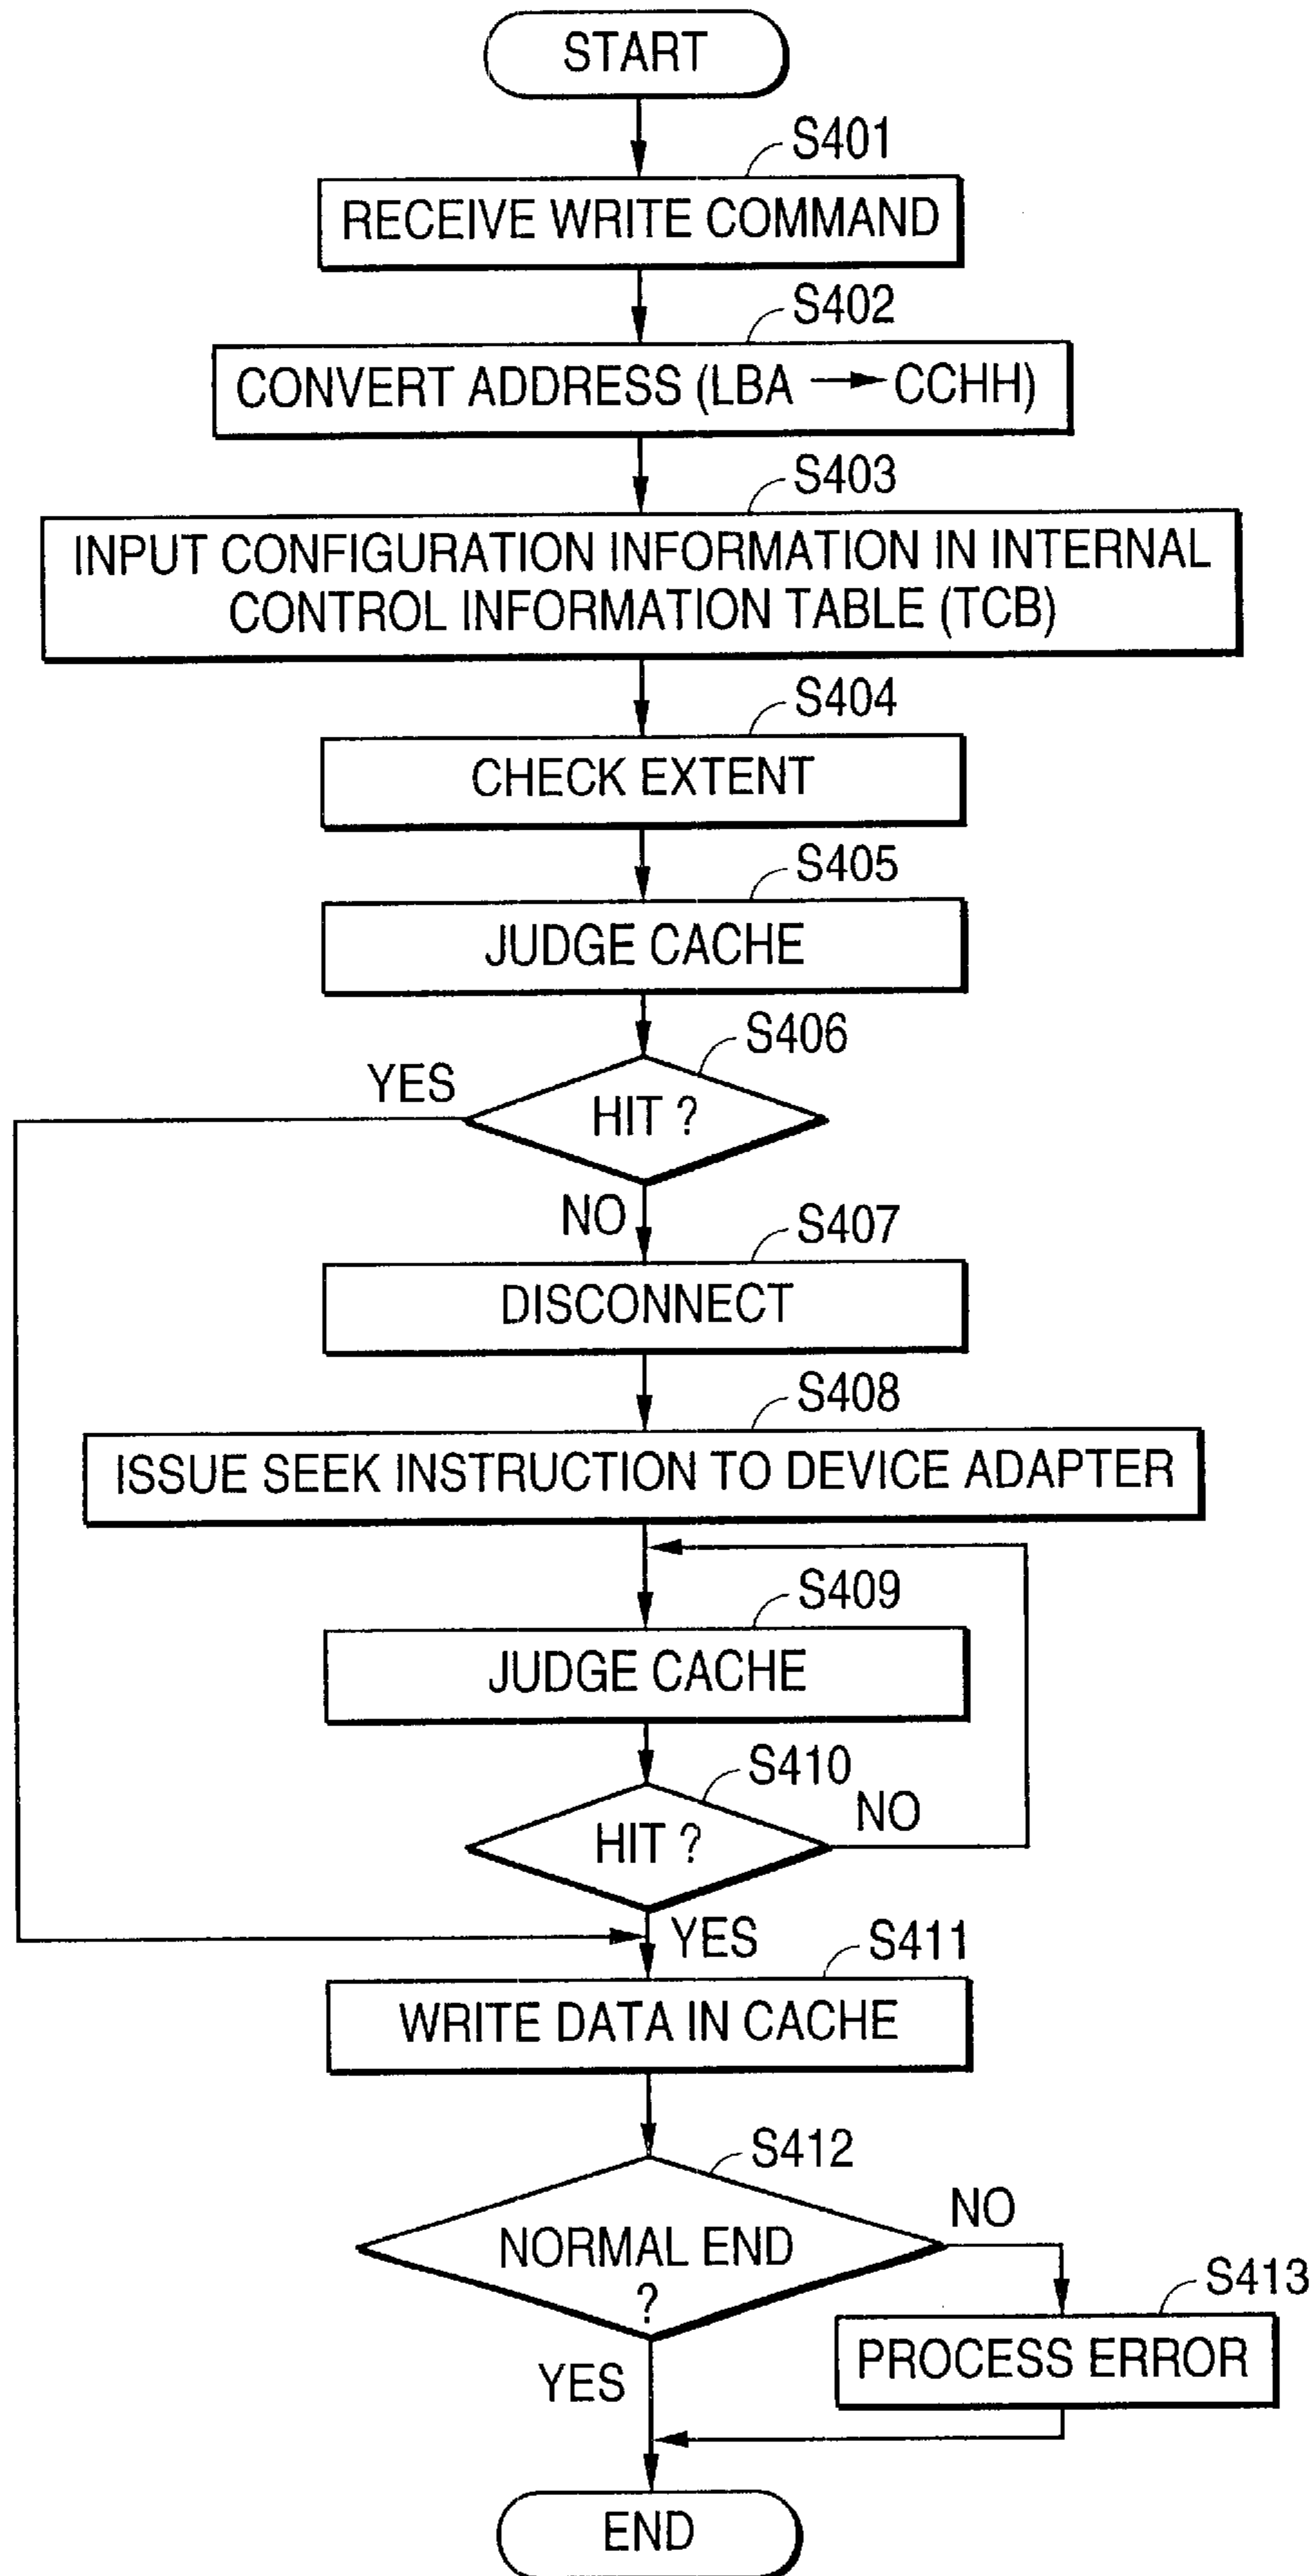 START
S401
RECEIVE WRITE COMMAND
S402
CONVERT ADDRESS (LBA → CCHH)
S403
INPUT CONFIGURATION INFORMATION IN INTERNAL
CONTROL INFORMATION TABLE (TCB)
S404
CHECK EXTENT
S405
JUDGE CACHE
S406
YES
HIT ?
NO
S407
DISCONNECT
S408
ISSUE SEEK INSTRUCTION TO DEVICE ADAPTER
S409
JUDGE CACHE
S410
NO
HIT ?
YES
S411
WRITE DATA IN CACHE
S412
NO
NORMAL END
?
S413
PROCESS ERROR
YES
END